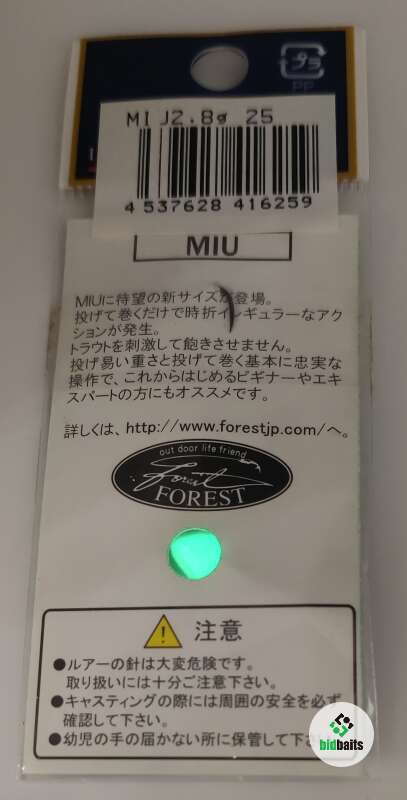 プラ
PP
MI J2.8g 25
4 537628 416259
MIU
MIUに待望の新サイズが登場。
投げて巻くだけで時折イレギュラーなアク
ションが発生。
トラウトを刺激して飽きさせません。
投げ易い重さと投げて巻く基本に忠実な
操作で、これからはじめるビギナーやエキ
スパートの方にもオススメです。
詳しくは、http://www.forestjp.com/へ。
out door life friend
forest
FOREST
注意
●ルアーの針は大変危険です。
取り扱いには十分ご注意下さい。
●キャスティングの際には周囲の安全を必ず
確認して下さい。
●幼児の手の届かない所に保管して下さい
bidbaits